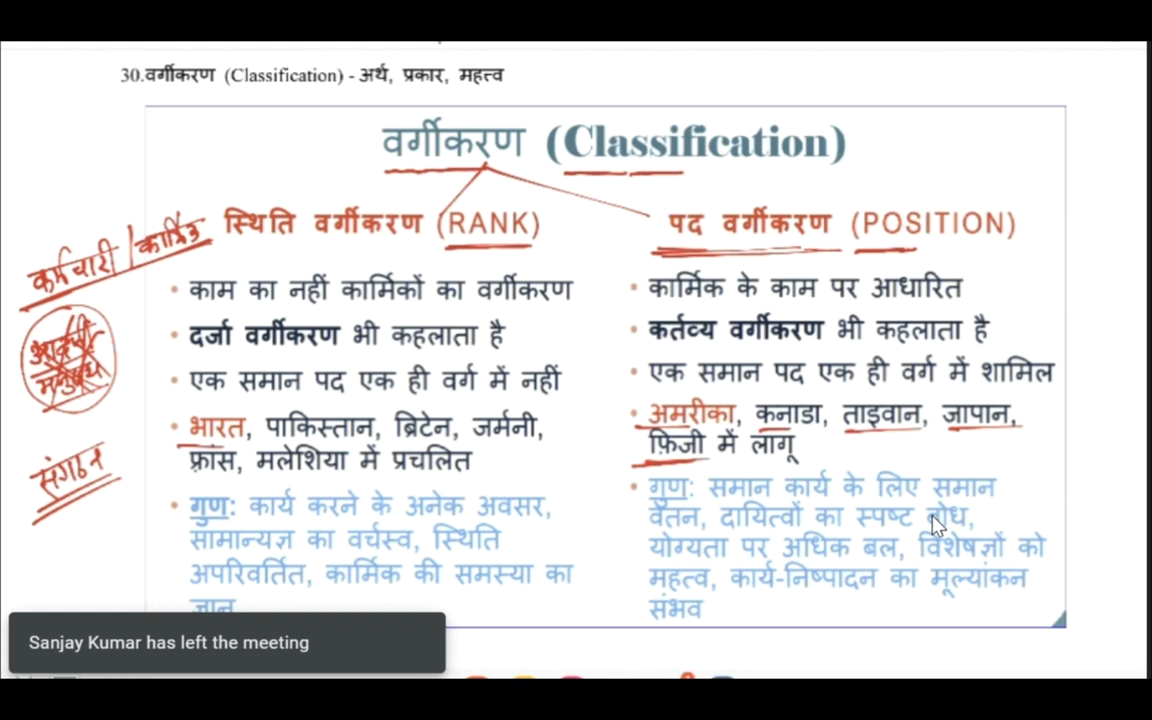 30.वर्गीकरण (Classification) - अर्थ, प्रकार, महत्त्व
वर्गीकरण (Classification)
स्थिति वर्गीकरण (RANK)
काम का नहीं कार्मिकों का वर्गीकरण
दर्जा वर्गीकरण भी कहलाता है
एक समान पद एक ही वर्ग में नहीं
भारत, पाकिस्तान, ब्रिटेन, जर्मनी,
फ़्रांस, मलेशिया में प्रचलित
गुण: कार्य करने के अनेक अवसर,
सामान्यज्ञ का वर्चस्व, स्थिति
अपरिवर्तित, कार्मिक की समस्या का
ज्ञान
पद वर्गीकरण (POSITION)
कार्मिक के काम पर आधारित
कर्तव्य वर्गीकरण भी कहलाता है
एक समान पद एक ही वर्ग में शामिल
अमरीका, कनाडा, ताइवान, जापान,
फ़िजी में लागू
गुण: समान कार्य के लिए समान
वेतन, दायित्वों का स्पष्ट बोध,
योग्यता पर अधिक बल, विशेषज्ञों को
महत्व, कार्य-निष्पादन का मूल्यांकन
संभव
कर्मचारी / कार्मिक
संगठन
Sanjay Kumar has left the meeting